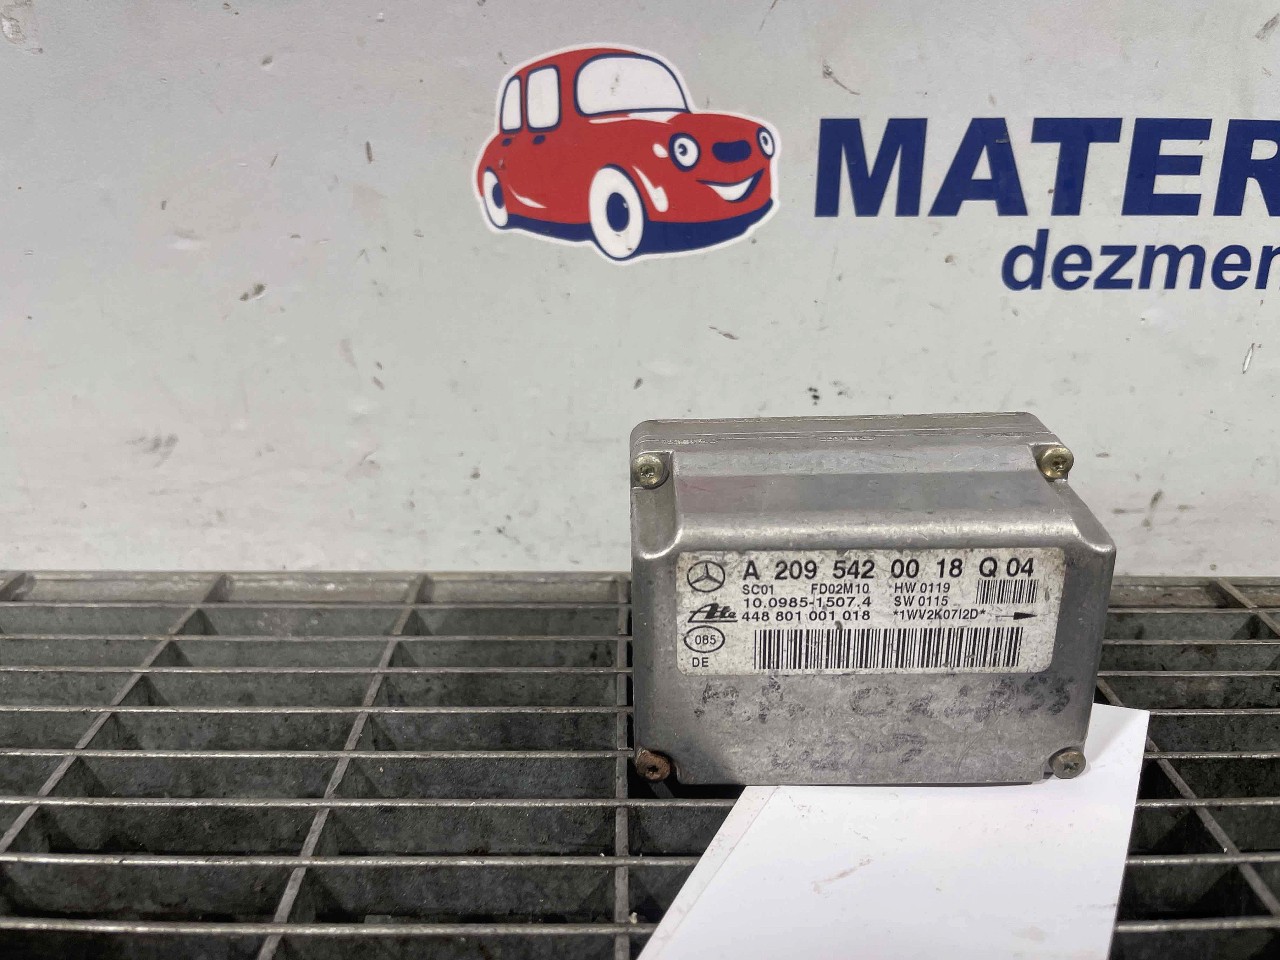 MATER
dezmen
A 209 542 00 18 Q 04
SC01 FD02M10 HW 0119
10.0985-1507.4 SW 0115
Ate 448 801 001 018 *1WV2K07I2D*
085
DE